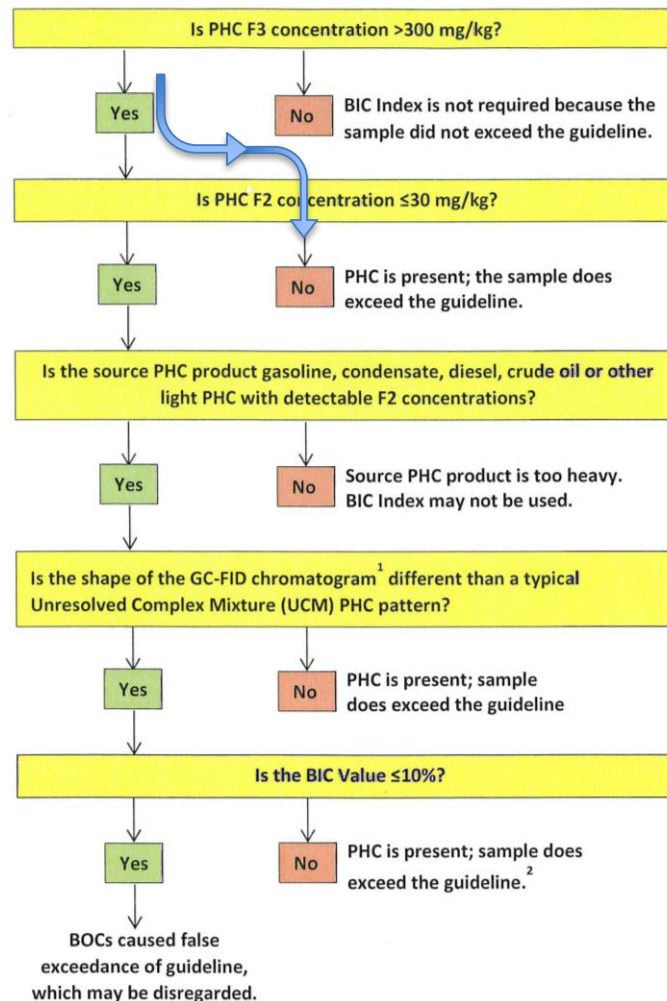 Is PHC F3 concentration >300 mg/kg?
Yes
No
BIC Index is not required because the
sample did not exceed the guideline.
Is PHC F2 concentration ≤30 mg/kg?
Yes
No
PHC is present; the sample does
exceed the guideline.
Is the source PHC product gasoline, condensate, diesel, crude oil or other
light PHC with detectable F2 concentrations?
Yes
No
Source PHC product is too heavy.
BIC Index may not be used.
Is the shape of the GC-FID chromatogram¹ different than a typical
Unresolved Complex Mixture (UCM) PHC pattern?
Yes
No
PHC is present; sample
does exceed the guideline
Is the BIC Value ≤10%?
Yes
No
PHC is present; sample does
exceed the guideline.²
BOCs caused false
exceedance of guideline,
which may be disregarded.